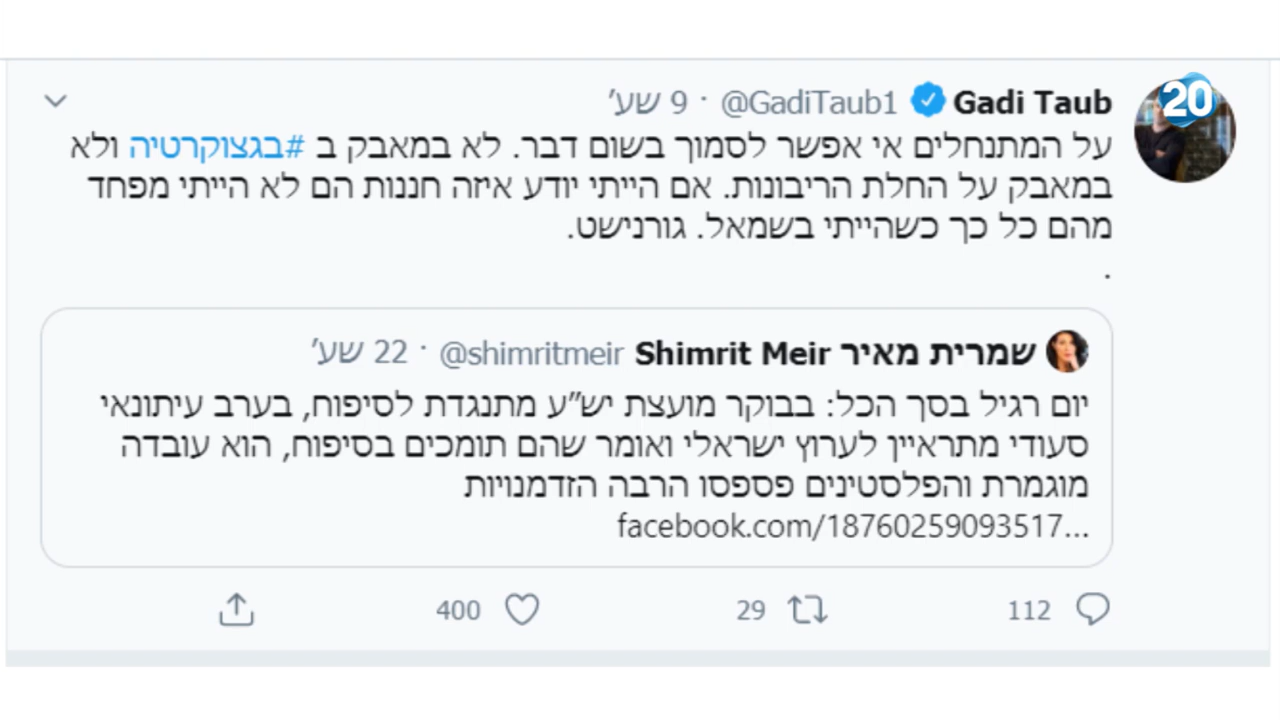 20
Gadi Taub @GadiTaub1 · 9 שע'
על המתנחלים אי אפשר לסמוך בשום דבר. לא במאבק ב #בגצוקרטיה ולא
במאבק על החלת הריבונות. אם הייתי יודע איזה חננות הם לא הייתי מפחד
מהם כל כך כשהייתי בשמאל. גורנישט.
.
שמרית מאיר Shimrit Meir @shimritmeir · 22 שע'
יום רגיל בסך הכל: בבוקר מועצת יש"ע מתנגדת לסיפוח, בערב עיתונאי
סעודי מתראיין לערוץ ישראלי ואומר שהם תומכים בסיפוח, הוא עובדה
מוגמרת והפלסטינים פספסו הרבה הזדמנויות
facebook.com/18760259093517...
112 29 400